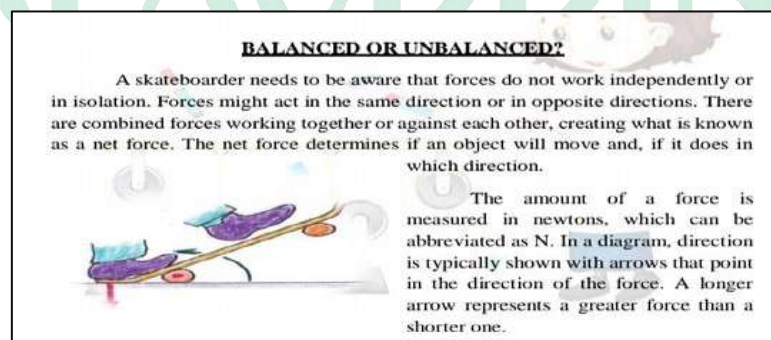 BALANCED OR UNBALANCED?
A skateboarder needs to be aware that forces do not work independently or
in isolation. Forces might act in the same direction or in opposite directions. There
are combined forces working together or against each other, creating what is known
as a net force. The net force determines if an object will move and, if it does in
which direction.
The amount of a force is
measured in newtons, which can be
abbreviated as N. In a diagram, direction
is typically shown with arrows that point
in the direction of the force. A longer
arrow represents a greater force than a
shorter one.